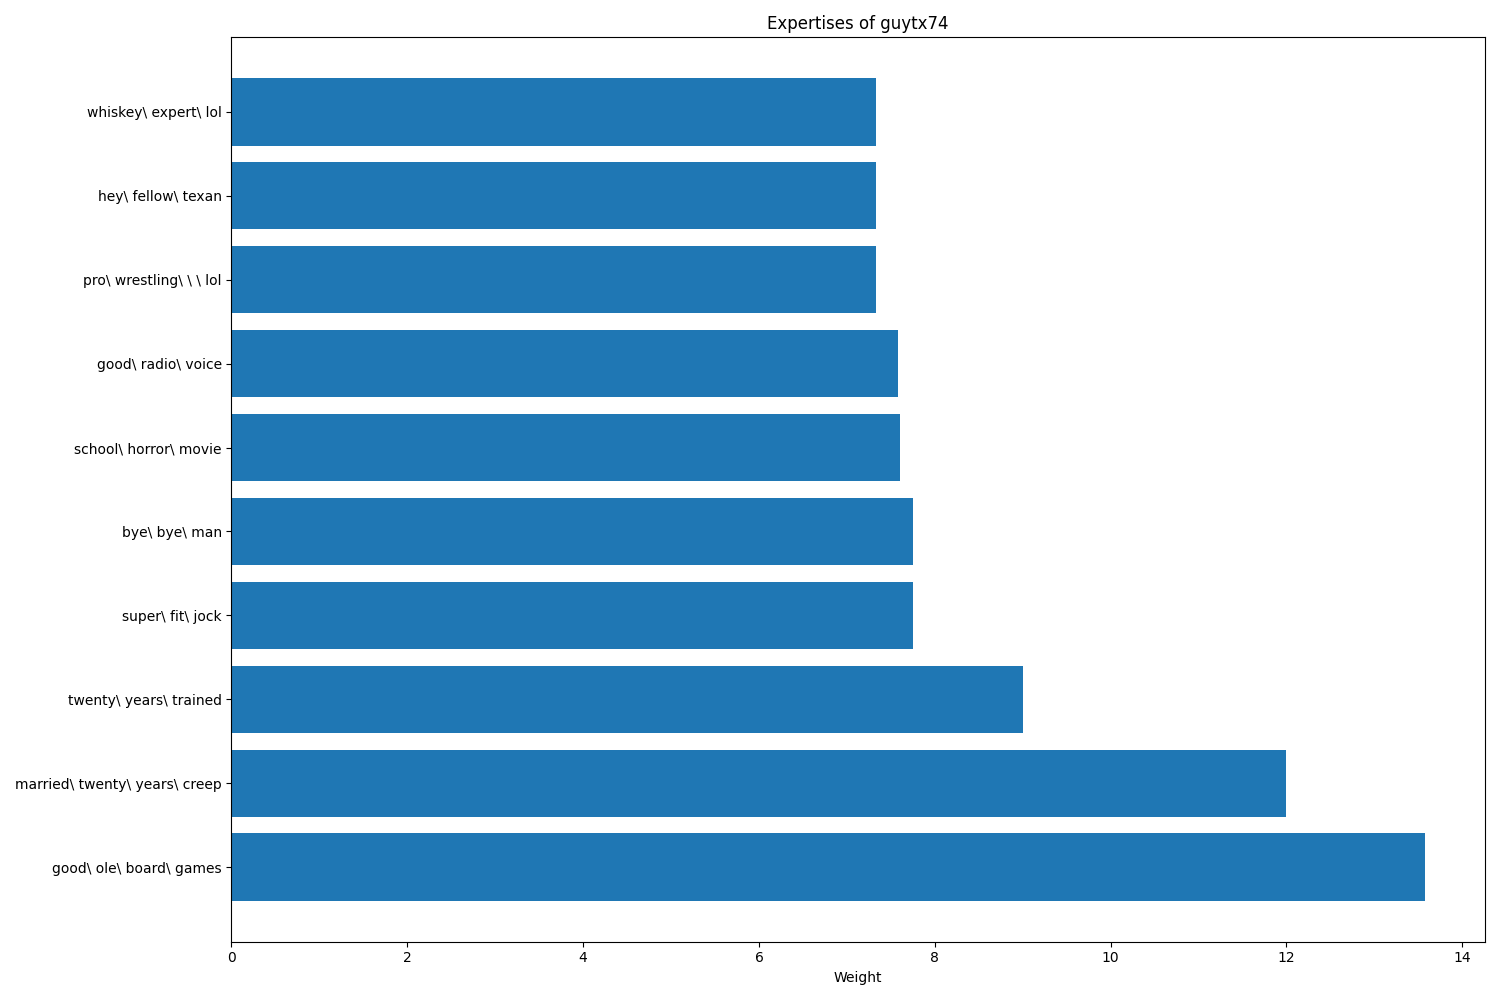 Expertises of guytx74
whiskey\ expert\ lol
hey\ fellow\ texan
pro\ wrestling\ \ \ lol
good\ radio\ voice
school\ horror\ movie
bye\ bye\ man
super\ fit\ jock
twenty\ years\ trained
married\ twenty\ years\ creep
good\ ole\ board\ games
0 2 4 6 8 10 12 14
Weight